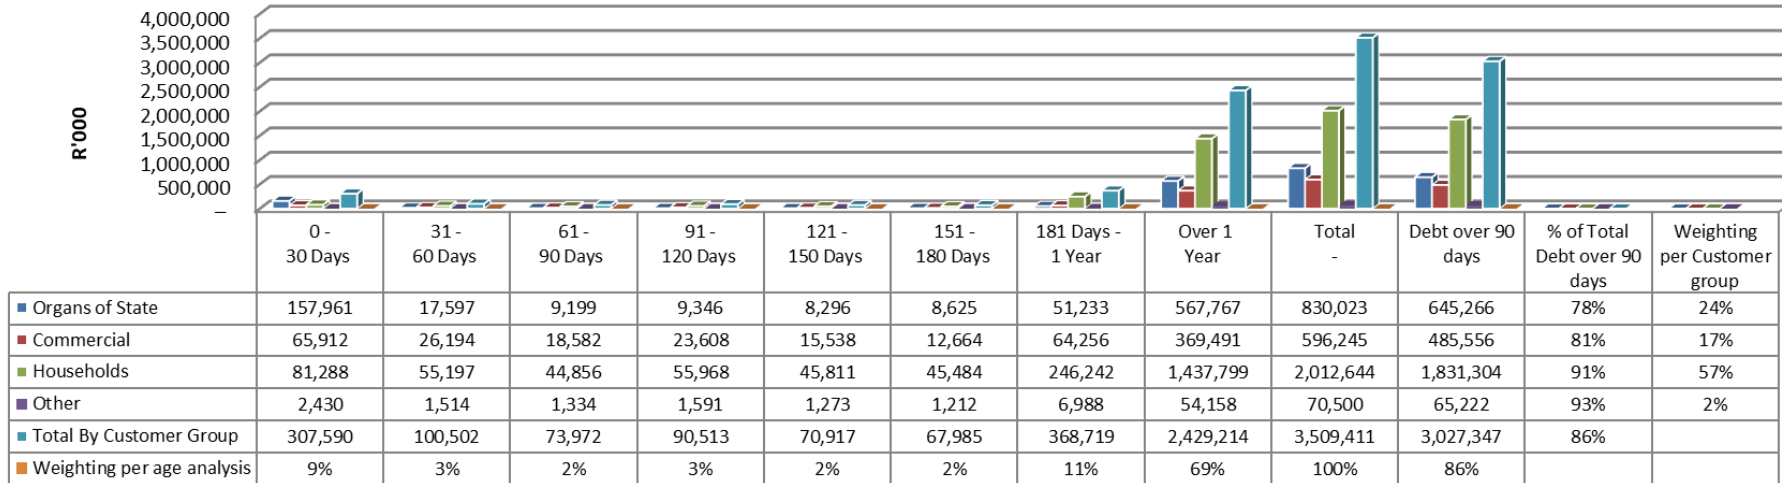 4,000,000
3,500,000
3,000,000
2,500,000
2,000,000
1,500,000
1,000,000
500,000
–
R'000
0 - 30 Days 31 - 60 Days 61 - 90 Days 91 - 120 Days 121 - 150 Days 151 - 180 Days 181 Days - 1 Year Over 1 Year Total - Debt over 90 days % of Total Debt over 90 days Weighting per Customer group
Organs of State 157,961 17,597 9,199 9,346 8,296 8,625 51,233 567,767 830,023 645,266 78% 24%
Commercial 65,912 26,194 18,582 23,608 15,538 12,664 64,256 369,491 596,245 485,556 81% 17%
Households 81,288 55,197 44,856 55,968 45,811 45,484 246,242 1,437,799 2,012,644 1,831,304 91% 57%
Other 2,430 1,514 1,334 1,591 1,273 1,212 6,988 54,158 70,500 65,222 93% 2%
Total By Customer Group 307,590 100,502 73,972 90,513 70,917 67,985 368,719 2,429,214 3,509,411 3,027,347 86%
Weighting per age analysis 9% 3% 2% 3% 2% 2% 11% 69% 100% 86%